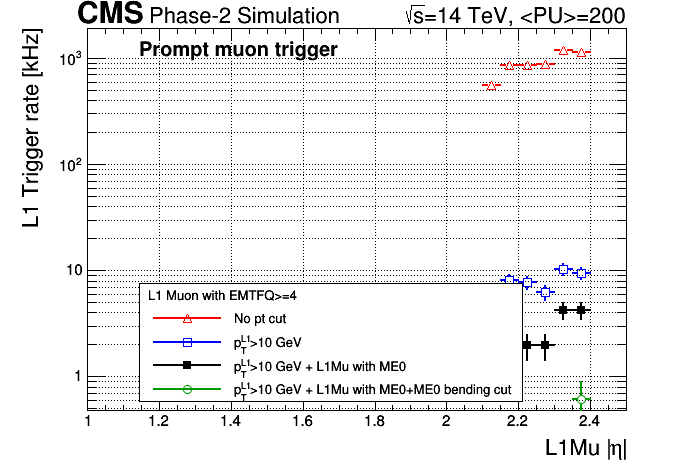 CMS Phase-2 Simulation √s=14 TeV, <PU>=200
Prompt muon trigger
L1 Trigger rate [kHz]
10³
10²
10
1
L1 Muon with EMTFQ>=4
No pt cut
p_T^L1>10 GeV
p_T^L1>10 GeV + L1Mu with ME0
p_T^L1>10 GeV + L1Mu with ME0+ME0 bending cut
1 1.2 1.4 1.6 1.8 2 2.2 2.4
L1Mu |η|